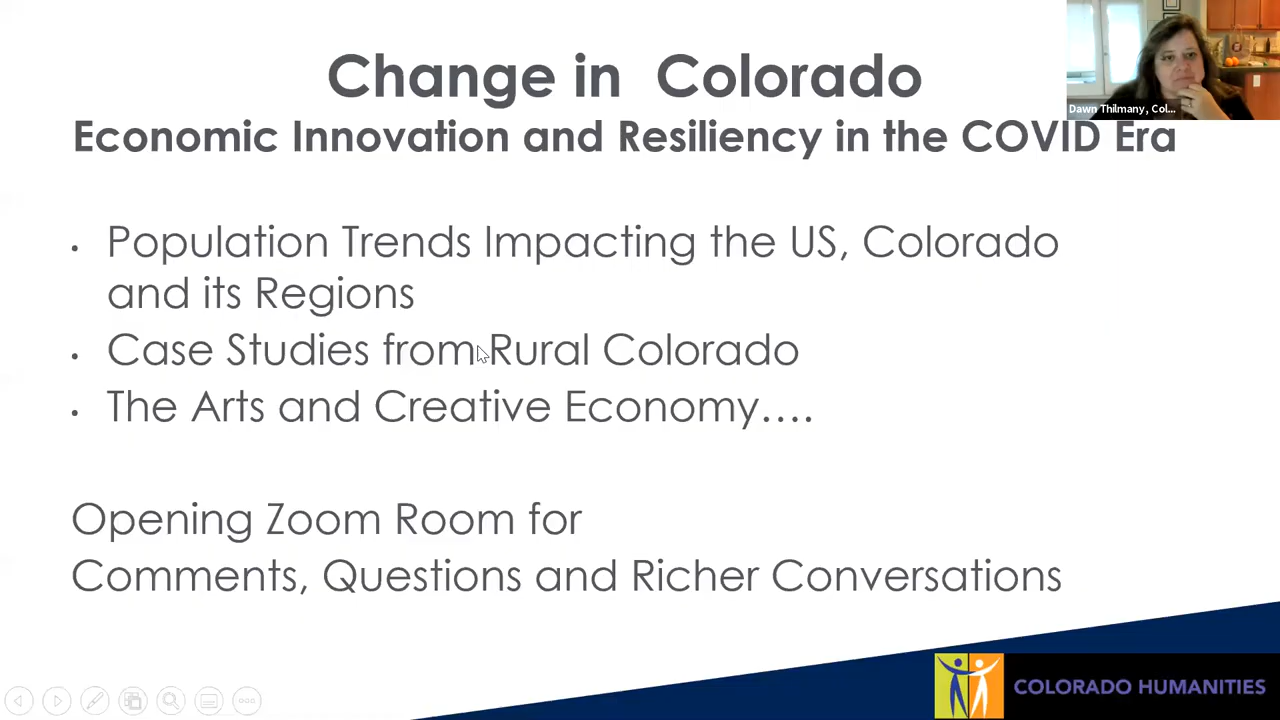 Change in  Colorado
Economic Innovation and Resiliency in the COVID Era
Dawn Thilmany, Col...
• Population Trends Impacting the US, Colorado
and its Regions
• Case Studies from Rural Colorado
• The Arts and Creative Economy….
Opening Zoom Room for
Comments, Questions and Richer Conversations
COLORADO HUMANITIES